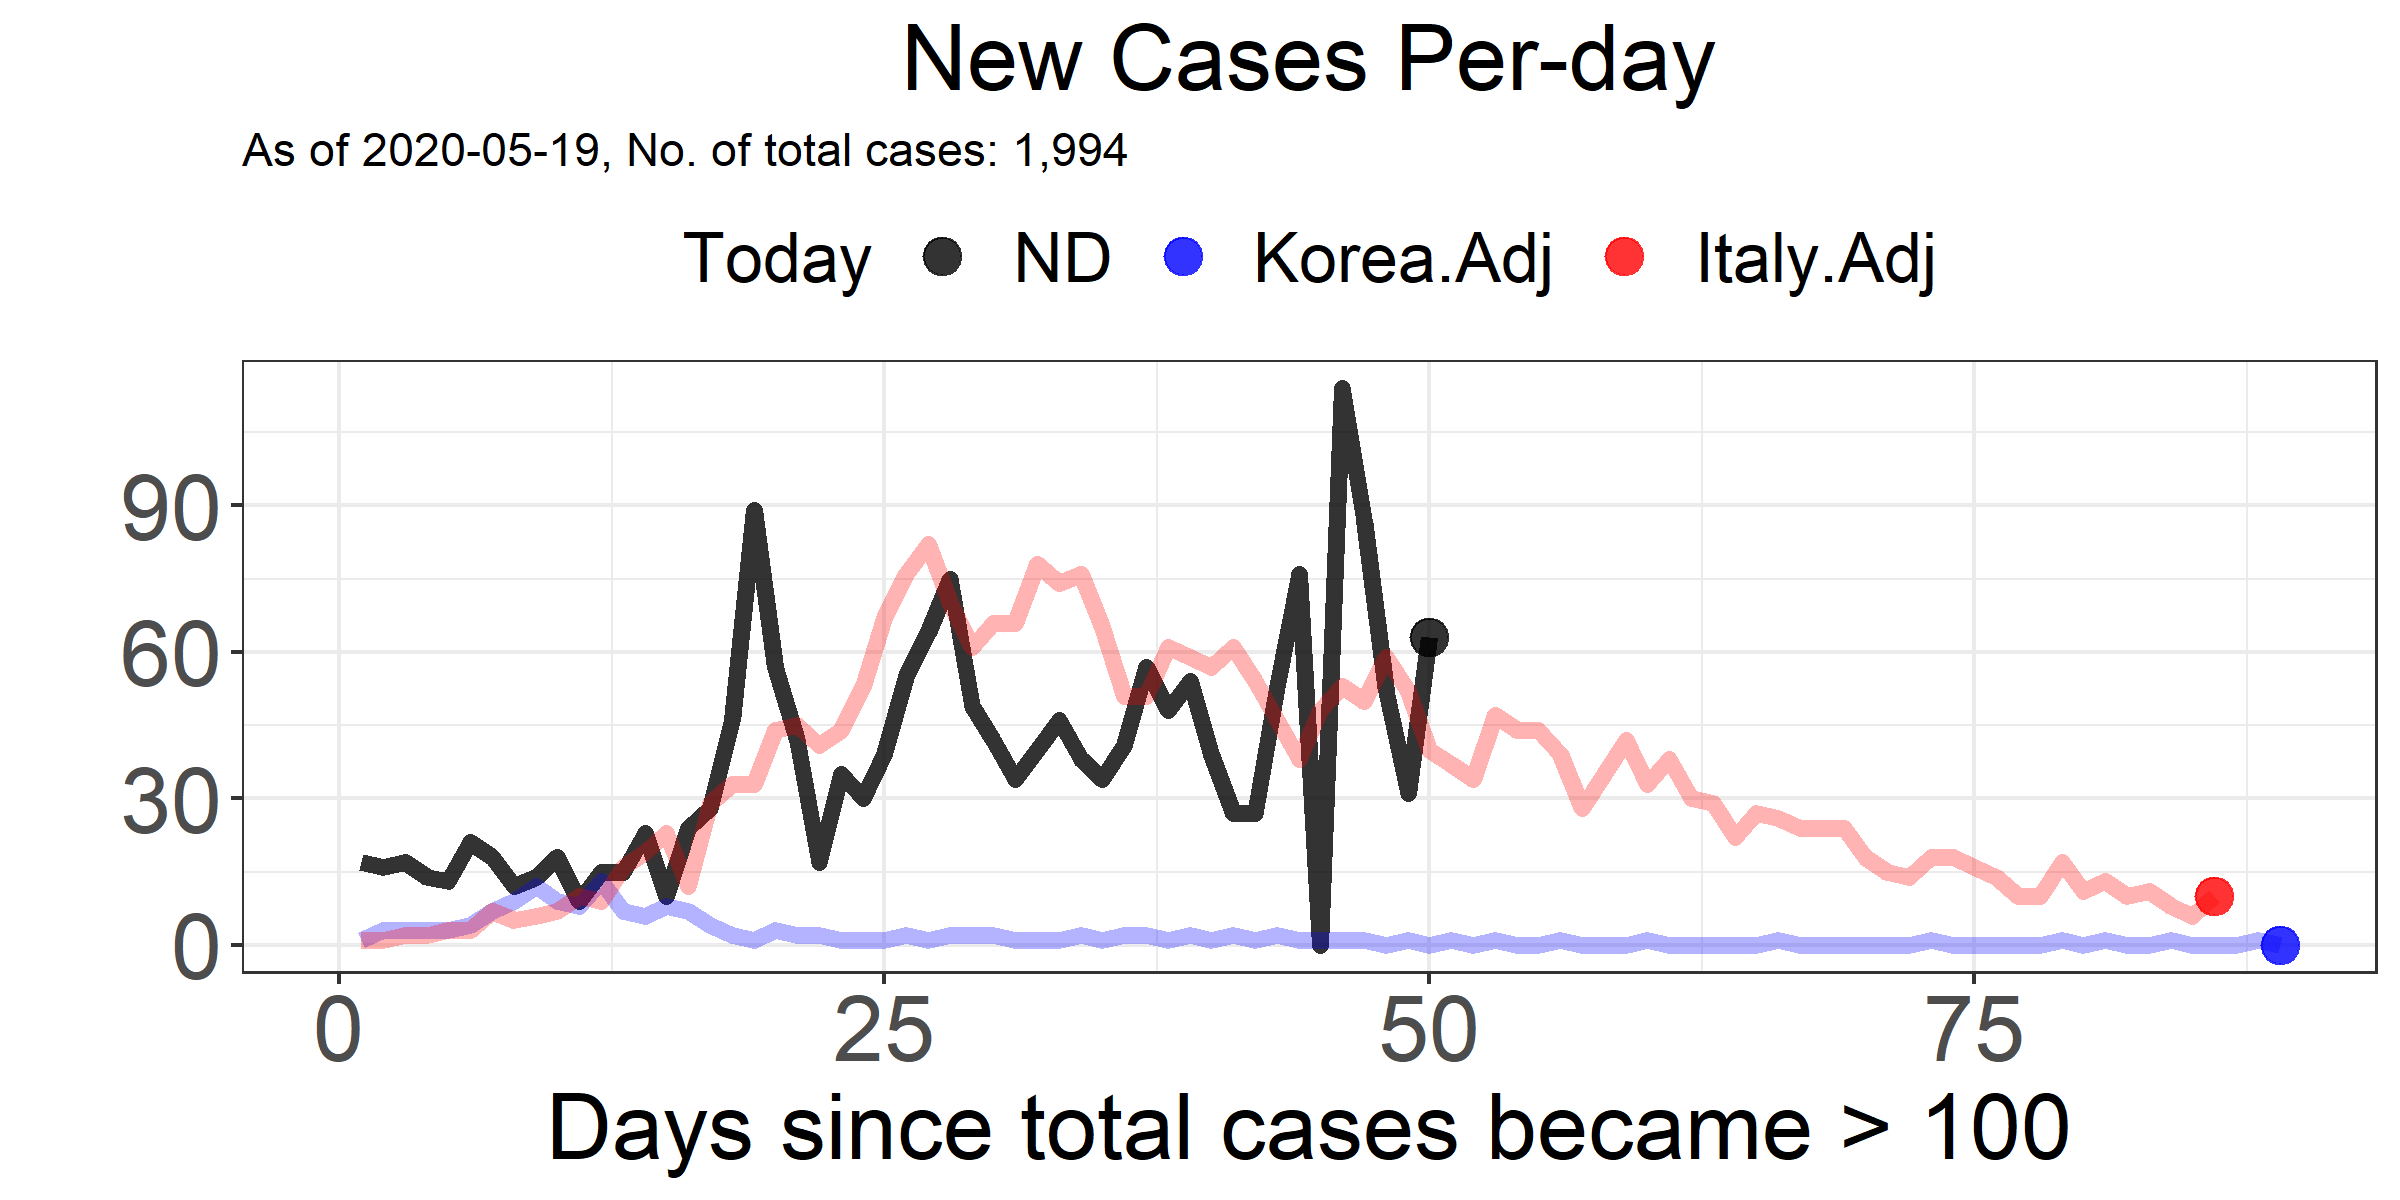 New Cases Per-day
As of 2020-05-19, No. of total cases: 1,994
Today ND Korea.Adj Italy.Adj
90
60
30
0
0 25 50 75
Days since total cases became > 100